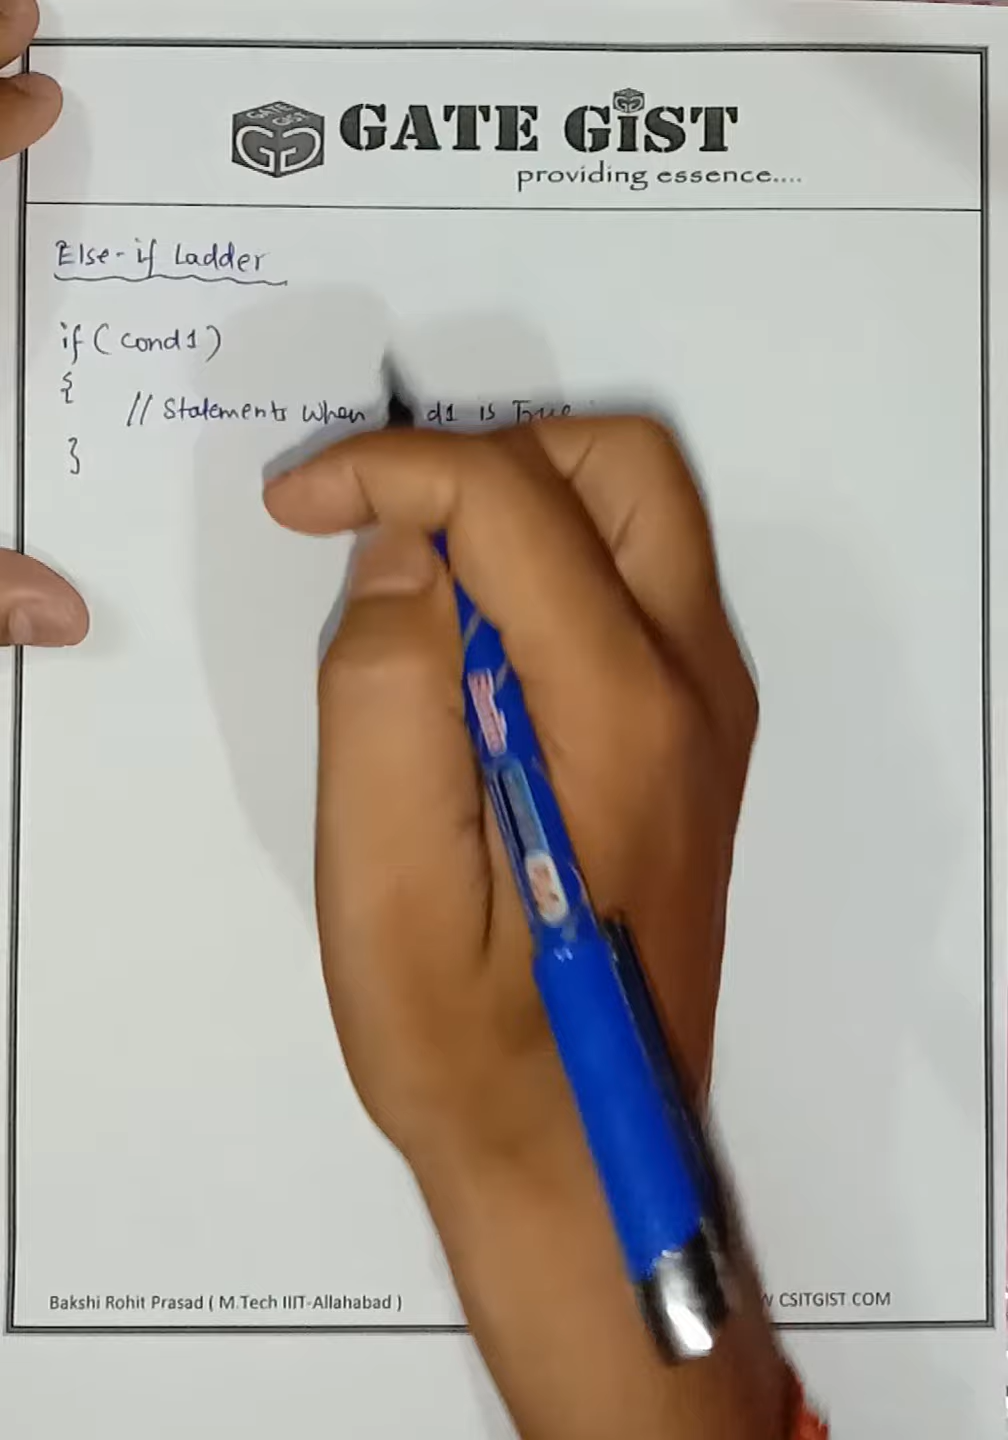 GATE GiST
providing essence....
Else-if Ladder
if ( cond1 )
{
// Statements when d1 is True
}
Bakshi Rohit Prasad ( M.Tech IIIT-Allahabad )
CSITGIST.COM